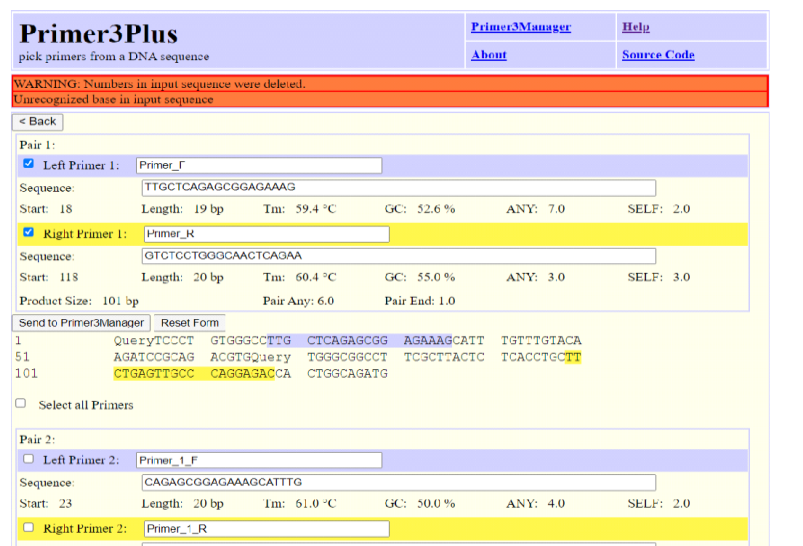 Primer3Plus
pick primers from a DNA sequence
Primer3Manager Help
About Source Code
WARNING: Numbers in input sequence were deleted.
Unrecognized base in input sequence
< Back
Pair 1:
Left Primer 1: Primer_F
Sequence: TTGCTCAGAGCGGAGAAAG
Start: 18 Length: 19 bp Tm: 59.4 °C GC: 52.6 % ANY: 7.0 SELF: 2.0
Right Primer 1: Primer_R
Sequence: GTCTCCTGGGCAACTCAGAA
Start: 118 Length: 20 bp Tm: 60.4 °C GC: 55.0 % ANY: 3.0 SELF: 3.0
Product Size: 101 bp Pair Any: 6.0 Pair End: 1.0
Send to Primer3Manager Reset Form
1 QueryTCCCT GTGGGCCTTG CTCAGAGCGG AGAAAGCATT TGTTTGTACA
51 AGATCCGCAG ACGTGQuery TGGGCGGCCT TCGCTTACTC TCACCTGCTT
101 CTGAGTTGCC CAGGAGACCA CTGGCAGATG
Select all Primers
Pair 2:
Left Primer 2: Primer_1_F
Sequence: CAGAGCGGAGAAAGCATTTG
Start: 23 Length: 20 bp Tm: 61.0 °C GC: 50.0 % ANY: 4.0 SELF: 2.0
Right Primer 2: Primer_1_R